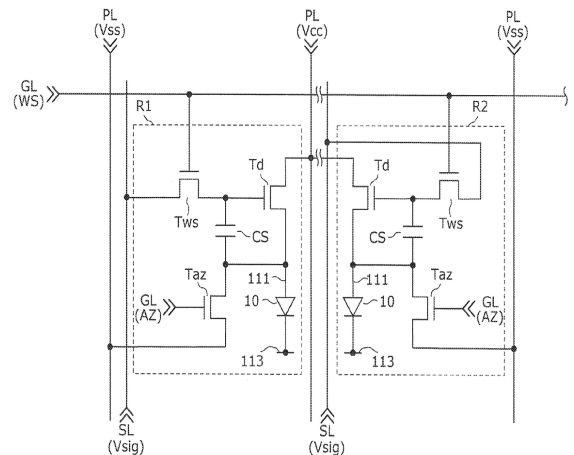 PL
(Vss)
PL
(Vcc)
PL
(Vss)
GL
(WS)
R1
R2
Td
Td
Tws
Tws
CS
CS
Taz
Taz
111
111
10
10
GL
(AZ)
GL
(AZ)
113
113
SL
(Vsig)
SL
(Vsig)